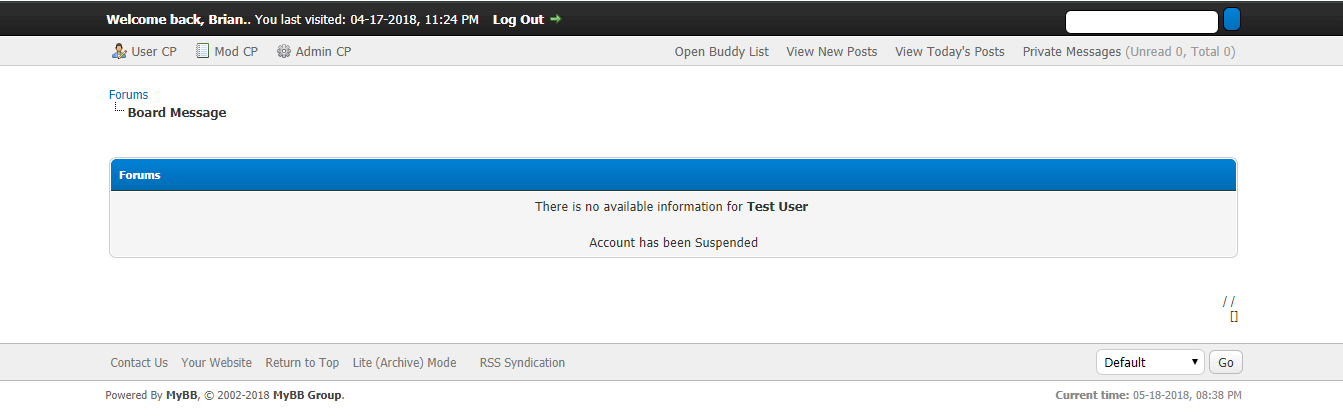 Welcome back, Brian.. You last visited: 04-17-2018, 11:24 PM Log Out
User CP Mod CP Admin CP Open Buddy List View New Posts View Today's Posts Private Messages (Unread 0, Total 0)
Forums
Board Message
Forums
There is no available information for Test User
Account has been Suspended
/ /
[]
Contact Us Your Website Return to Top Lite (Archive) Mode RSS Syndication Default Go
Powered By MyBB, © 2002-2018 MyBB Group. Current time: 05-18-2018, 08:38 PM